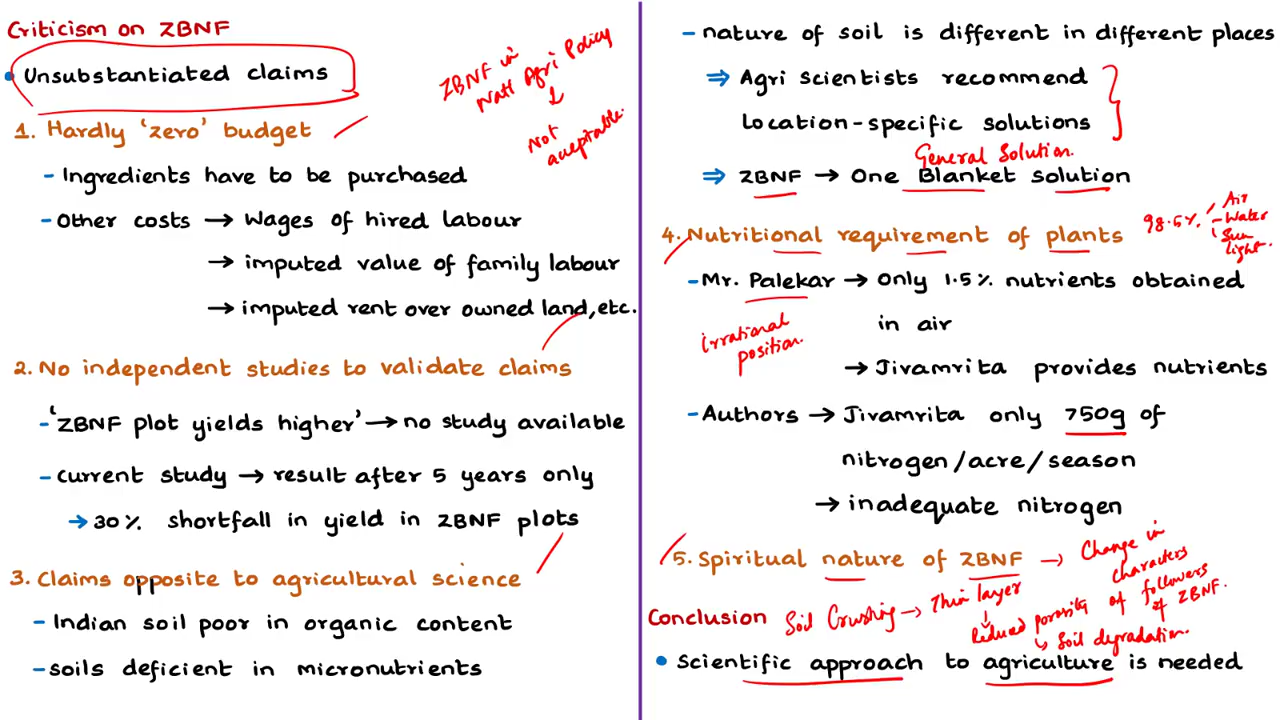 Criticism on ZBNF
• Unsubstantiated claims
ZBNF in
Natl Agri Policy
↓
Not
acceptable.
1. Hardly ‘zero’ budget
- Ingredients have to be purchased
- Other costs → Wages of hired labour
→ imputed value of family labour
→ imputed rent over owned land, etc.
2. No independent studies to validate claims
- ‘ZBNF plot yields higher’ → no study available
- current study → result after 5 years only
→ 30% shortfall in yield in ZBNF plots
3. Claims opposite to agricultural science
- Indian soil poor in organic content
- soils deficient in micronutrients
- nature of soil is different in different places
⇒ Agri scientists recommend
location-specific solutions
General Solution.
⇒ ZBNF → One Blanket solution
4. Nutritional requirement of plants
98.5%
Air
Water
Sun
light.
- Mr. Palekar → Only 1.5% nutrients obtained
in air
irrational
position.
→ Jivamrita provides nutrients
- Authors → Jivamrita only 750g of
nitrogen/acre/season
→ inadequate nitrogen
5. Spiritual nature of ZBNF → Change in
characters
of followers
of ZBNF.
Conclusion
Soil Crusting → Thin layer
↓
Reduced porosity
↳ Soil degradation.
• Scientific approach to agriculture is needed